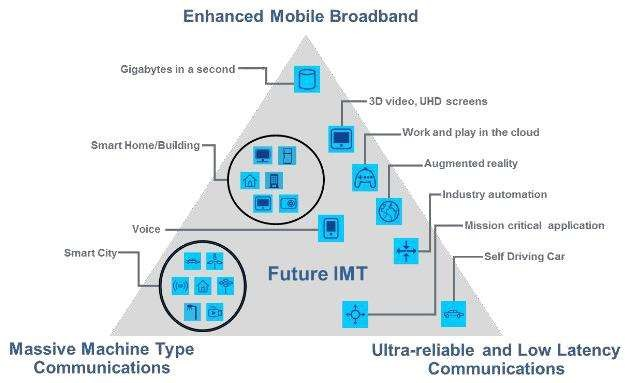 Enhanced Mobile Broadband
Gigabytes in a second
3D video, UHD screens
Work and play in the cloud
Smart Home/Building
Augmented reality
Industry automation
Mission critical application
Voice
Smart City
Self Driving Car
Future IMT
Massive Machine Type
Communications
Ultra-reliable and Low Latency
Communications